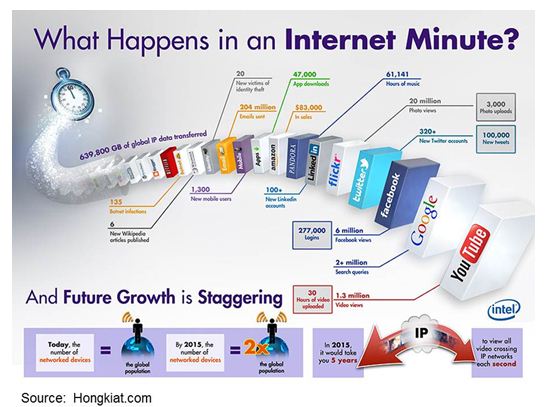 What Happens in an Internet Minute?
20
New victims of
identity theft
47,000
App downloads
61,141
Hours of music
204 million
Emails sent
$83,000
In sales
20 million
Photo views
3,000
Photo uploads
320+
New Twitter accounts
100,000
New tweets
639,800 GB of global IP data transferred
Apps
amazon
PANDORA
Linked in
flickr
twitter
facebook
Google
YouTube
135
Botnet infections
6
New Wikipedia
articles published
1,300
New mobile users
100+
New Linkedin
accounts
277,000
Logins
6 million
Facebook views
2+ million
Search queries
30
Hours of video
uploaded
1.3 million
Video views
And Future Growth is Staggering
intel
Today, the
number of
networked devices
=
the global
population
By 2015, the
number of
networked devices
= 2x
the global
population
In 2015,
it would take
you 5 years
IP
to view all
video crossing
IP networks
each second
Source: Hongkiat.com